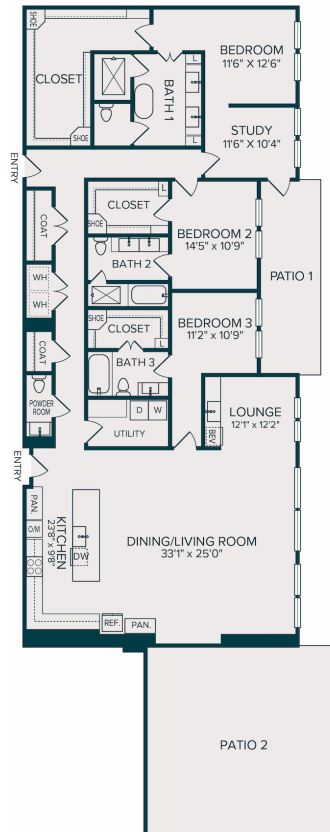 SHOE
CLOSET
SHOE
BATH 1
L
L
BEDROOM
11'6" X 12'6"
STUDY
11'6" X 10'4"
ENTRY
COAT
WH
WH
COAT
POWDER
ROOM
L
CLOSET
SHOE
BATH 2
BEDROOM 2
14'5" x 10'9"
PATIO 1
SHOE
CLOSET
L
BATH 3
BEDROOM 3
11'2" x 10'9"
D
W
UTILITY
LOUNGE
12'1" x 12'2"
BEV.
ENTRY
PAN.
O/M
KITCHEN
23'8" x 9'8"
DW
DINING/LIVING ROOM
33'1" x 25'0"
REF.
PAN.
PATIO 2